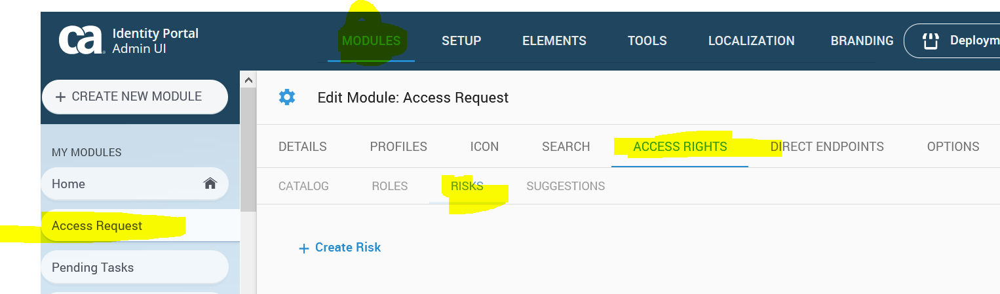 ca Identity Portal
Admin UI
MODULES SETUP ELEMENTS TOOLS LOCALIZATION BRANDING Deploym
+ CREATE NEW MODULE
Edit Module: Access Request
DETAILS PROFILES ICON SEARCH ACCESS RIGHTS DIRECT ENDPOINTS OPTIONS
MY MODULES
CATALOG ROLES RISKS SUGGESTIONS
Home
Access Request
+ Create Risk
Pending Tasks